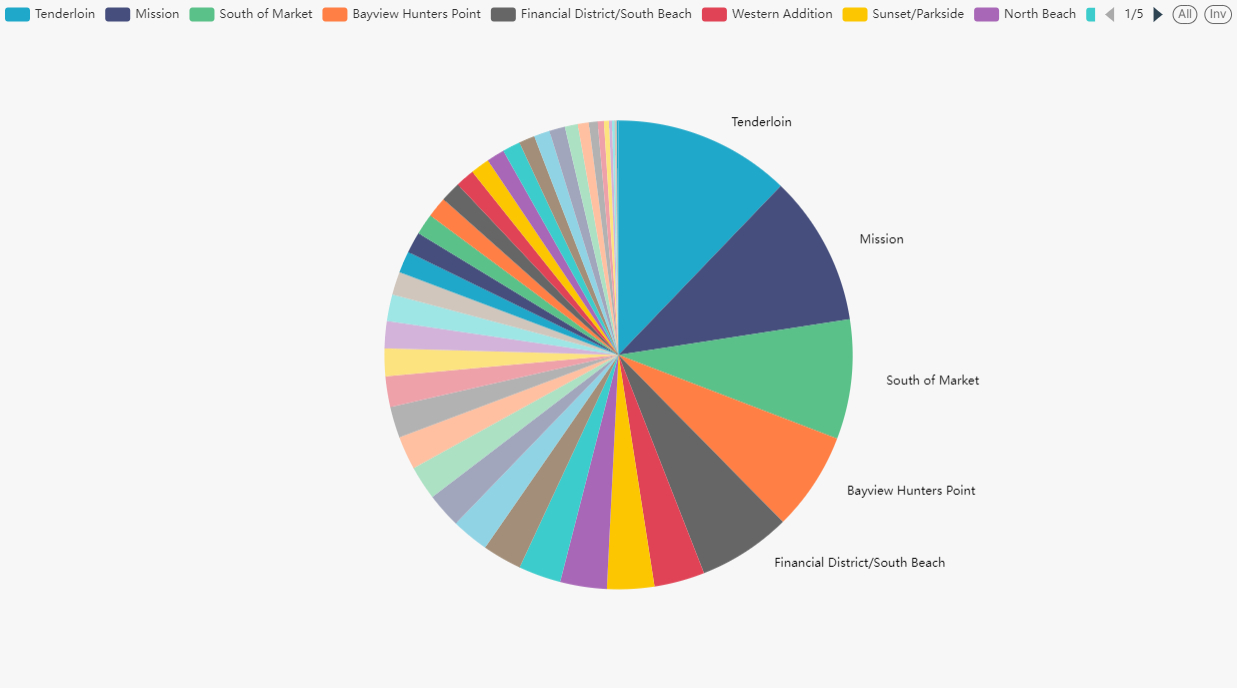 Tenderloin Mission South of Market Bayview Hunters Point Financial District/South Beach Western Addition Sunset/Parkside North Beach 1/5 All Inv
Tenderloin
Mission
South of Market
Bayview Hunters Point
Financial District/South Beach